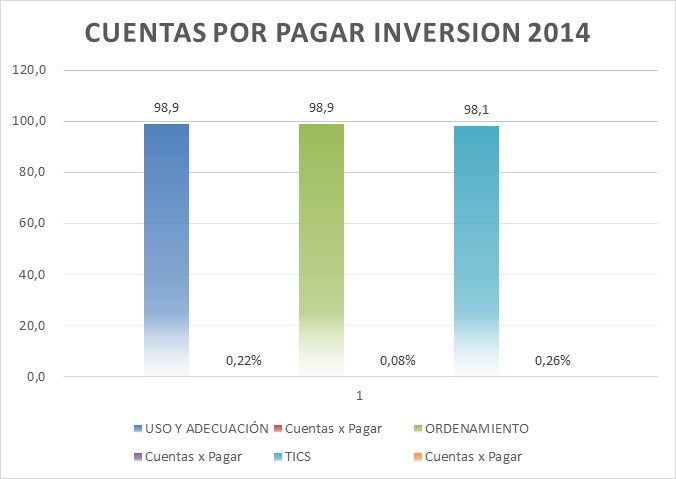 CUENTAS POR PAGAR INVERSION 2014
120,0
98,9 98,9 98,1
100,0
80,0
60,0
40,0
20,0
0,22% 0,08% 0,26%
0,0
1
USO Y ADECUACIÓN Cuentas x Pagar ORDENAMIENTO
Cuentas x Pagar TICS Cuentas x Pagar